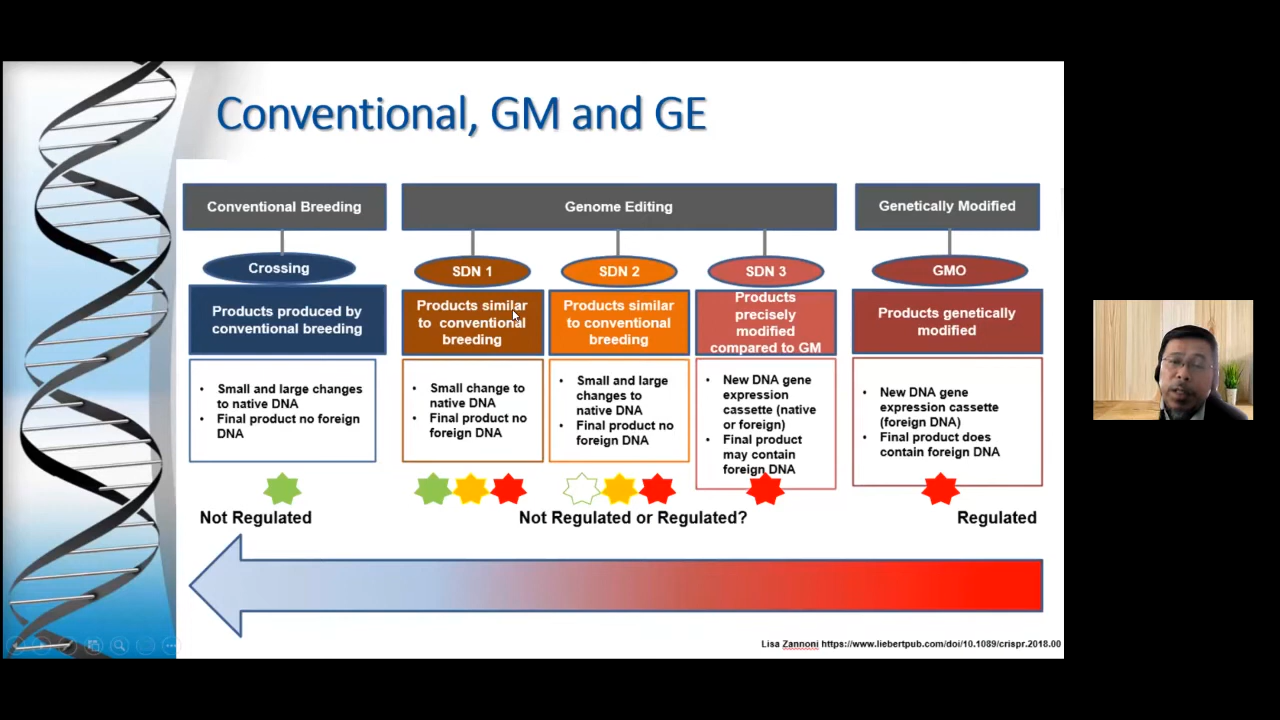 Conventional, GM and GE
Conventional Breeding
Genome Editing
Genetically Modified
Crossing
SDN 1
SDN 2
SDN 3
GMO
Products produced by
conventional breeding
Products similar
to conventional
breeding
Products similar
to conventional
breeding
Products
precisely
modified
compared to GM
Products genetically
modified
• Small and large changes
to native DNA
• Final product no foreign
DNA
• Small change to
native DNA
• Final product no
foreign DNA
• Small and large
changes to
native DNA
• Final product no
foreign DNA
• New DNA gene
expression
cassette (native
or foreign)
• Final product
may contain
foreign DNA
• New DNA gene
expression cassette
(foreign DNA)
• Final product does
contain foreign DNA
Not Regulated
Not Regulated or Regulated?
Regulated
Lisa Zannoni https://www.liebertpub.com/doi/10.1089/crispr.2018.00